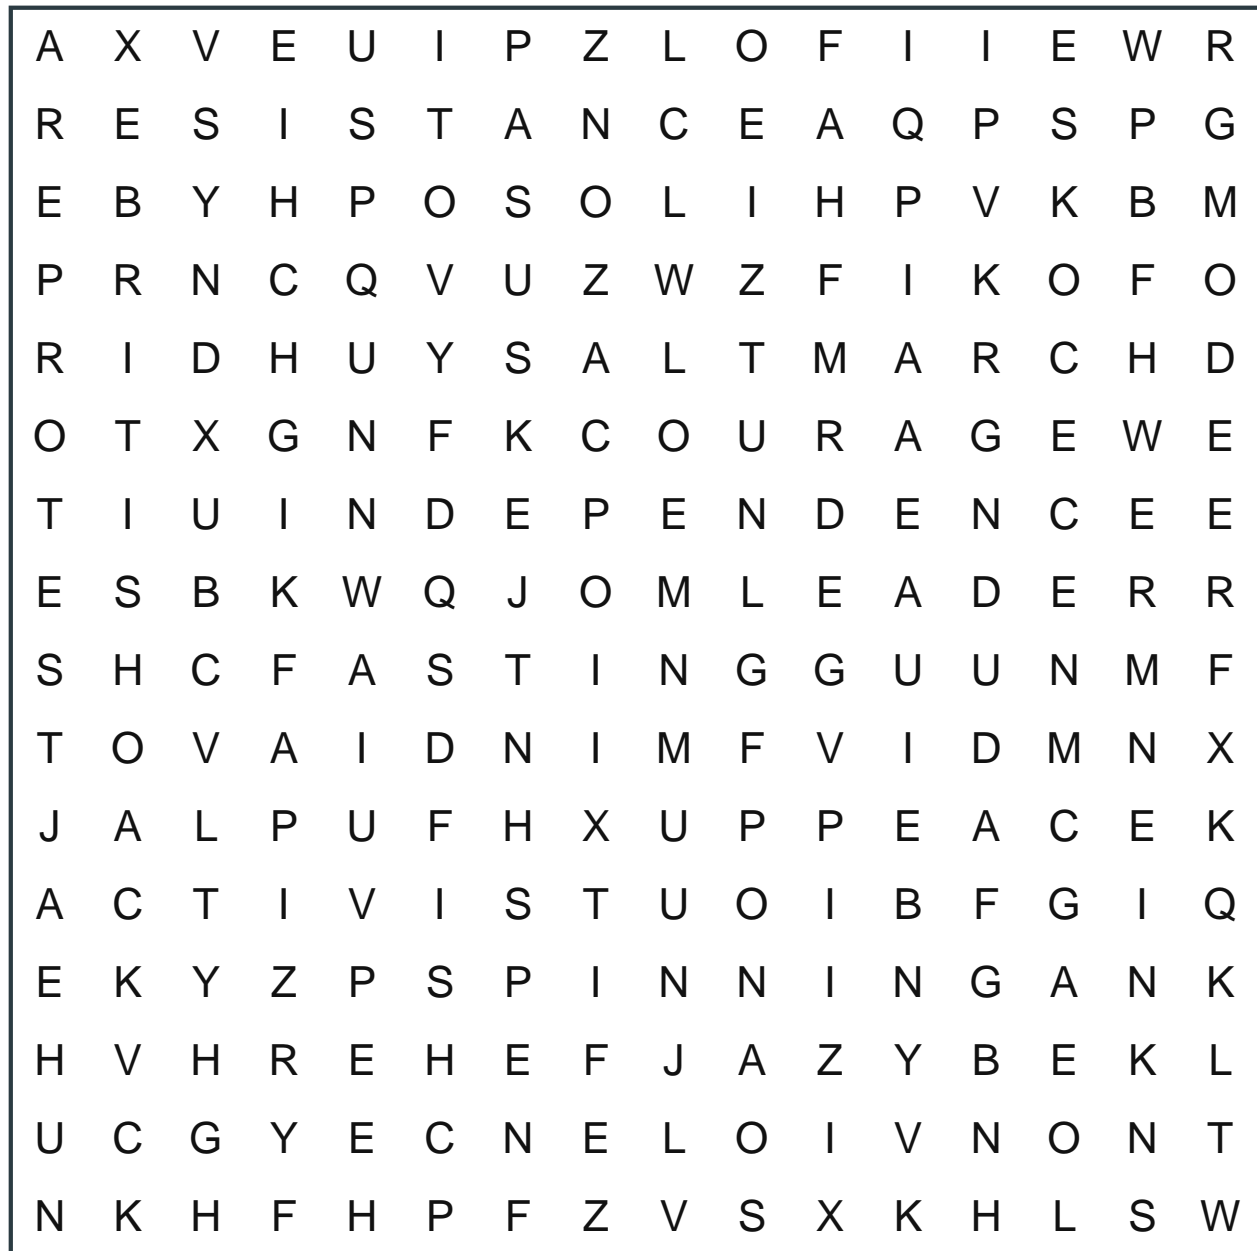 A X V E U I P Z L O F I I E W R
R E S I S T A N C E A Q P S P G
E B Y H P O S O L I H P V K B M
P R N C Q V U Z W Z F I K O F O
R I D H U Y S A L T M A R C H D
O T X G N F K C O U R A G E W E
T I U I N D E P E N D E N C E E
E S B K W Q J O M L E A D E R R
S H C F A S T I N G G U U N M F
T O V A I D N I M F V I D M N X
J A L P U F H X U P P E A C E K
A C T I V I S T U O I B F G I Q
E K Y Z P S P I N N I N G A N K
H V H R E H E F J A Z Y B E K L
U C G Y E C N E L O I V N O N T
N K H F H P F Z V S X K H L S W